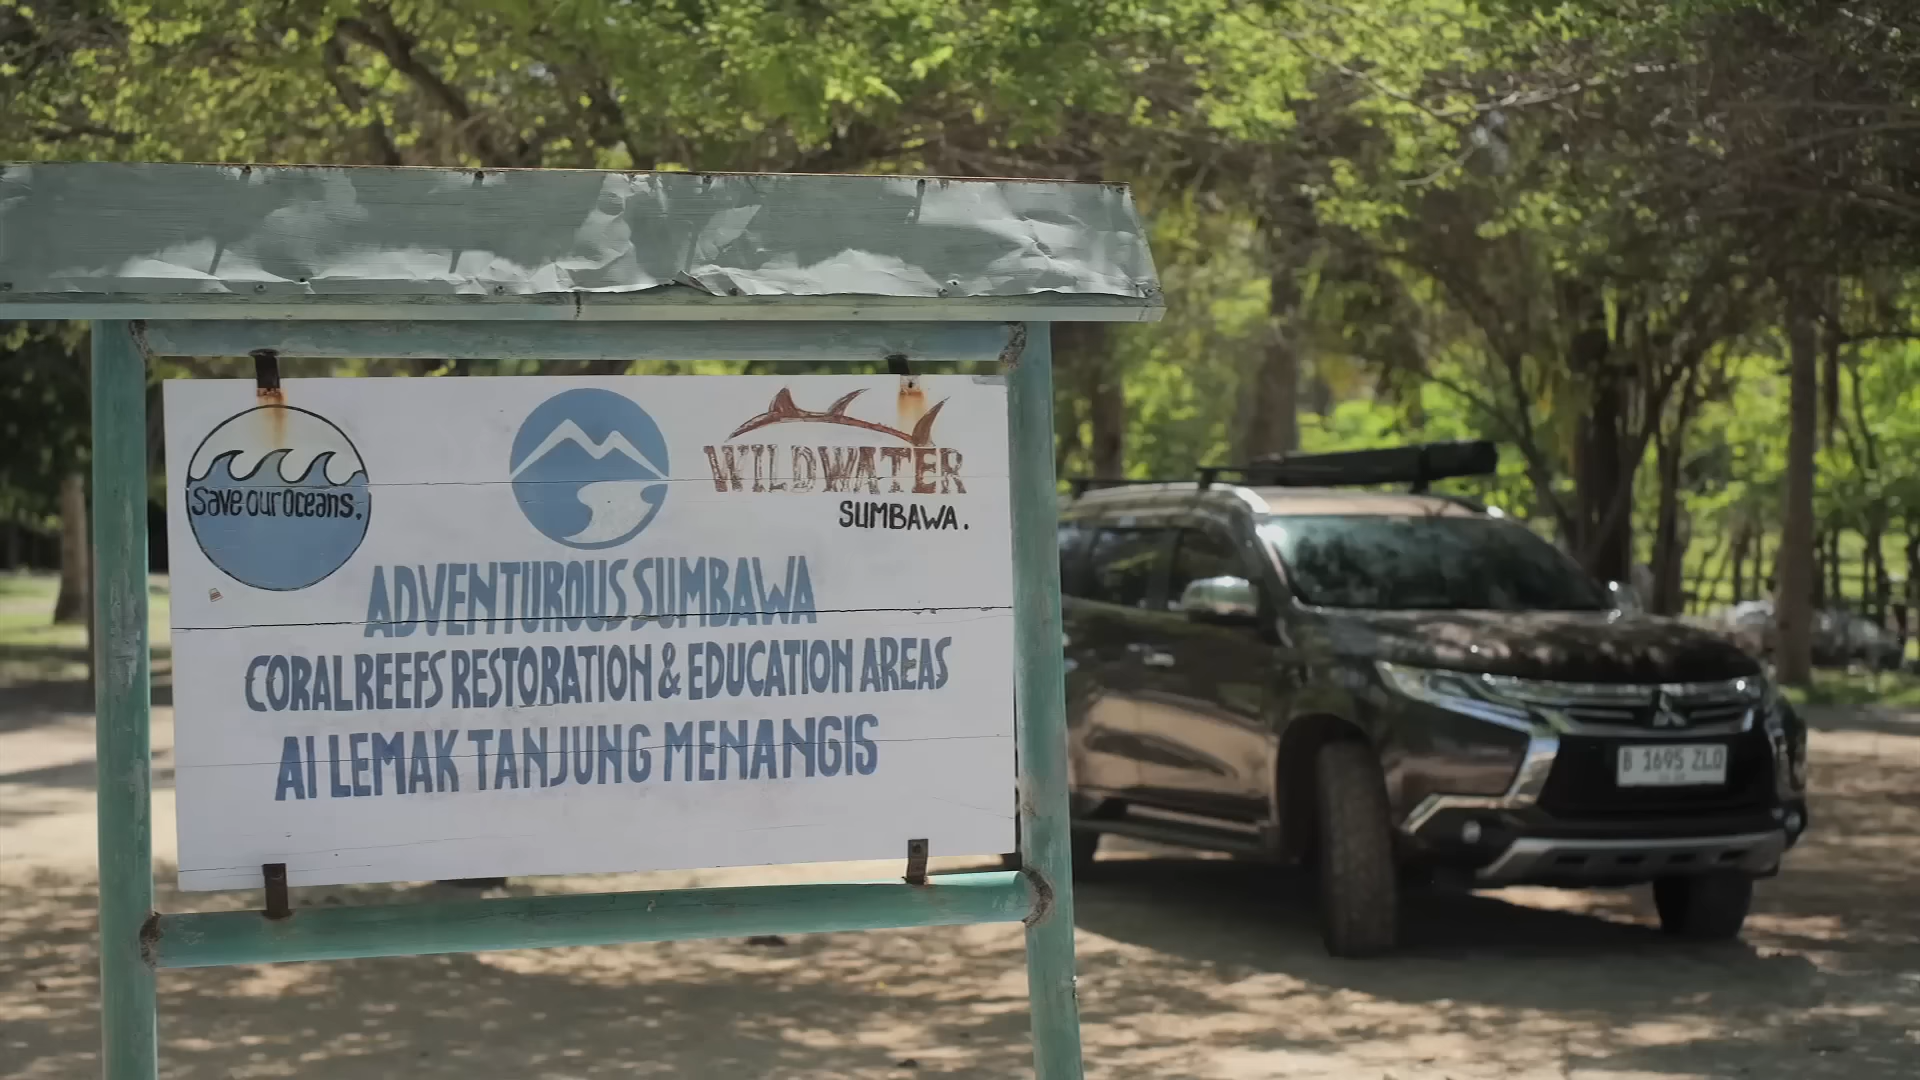 Save our Oceans.
WILDWATER
SUMBAWA.
ADVENTUROUS SUMBAWA
CORAL REEFS RESTORATION & EDUCATION AREAS
AI LEMAK TANJUNG MENANGIS
B 1695 ZLO